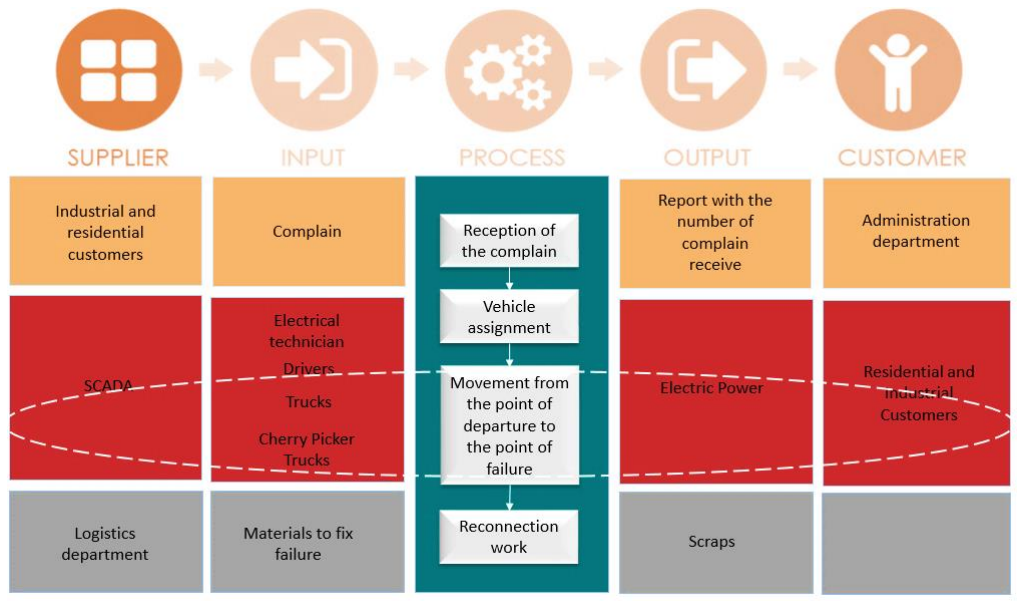 SUPPLIER
INPUT
PROCESS
OUTPUT
CUSTOMER
Industrial and
residential
customers
Complain
Reception of
the complain
Report with the
number of
complain
receive
Administration
department
SCADA
Electrical
technician
Drivers
Trucks
Cherry Picker
Trucks
Vehicle
assignment
Movement from
the point of
departure to
the point of
failure
Electric Power
Residential and
industrial
Customers
Logistics
department
Materials to fix
failure
Reconnection
work
Scraps